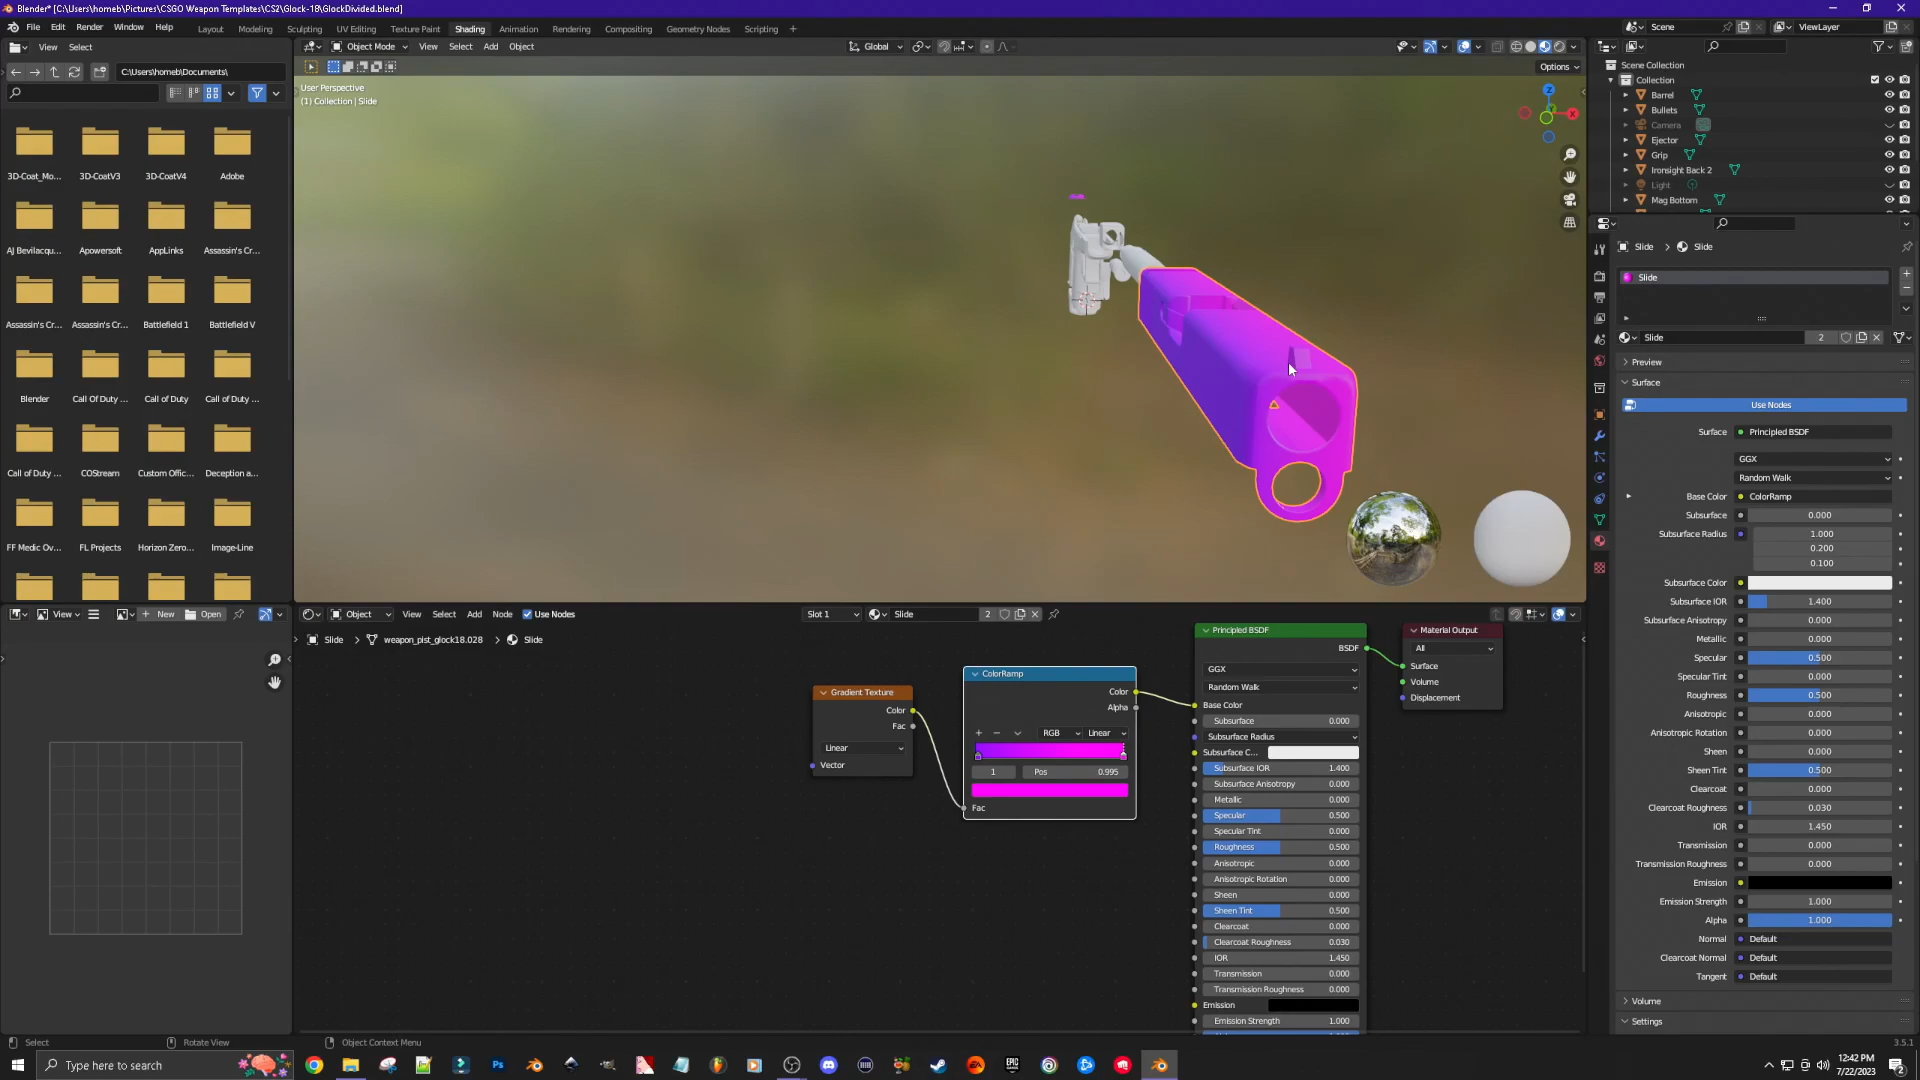 Blender* [C:\Users\homeb\Pictures\CSGO Weapon Templates\CS2\Glock-18\GlockDivided.blend]
File Edit Render Window Help Layout Modeling Sculpting UV Editing Texture Paint Shading Animation Rendering Compositing Geometry Nodes Scripting
Scene ViewLayer
View Select
Object Mode View Select Add Object Global
C:\Users\homeb\Documents\
Options
User Perspective
(1) Collection | Slide
Z
X
3D-Coat_Mo...
3D-CoatV3
3D-CoatV4
Adobe
AJ Bevilacqu...
Apowersoft
AppLinks
Assassin's Cr...
Assassin's Cr...
Assassin's Cr...
Battlefield 1
Battlefield V
Blender
Call Of Duty ...
Call of Duty
Call of Duty ...
Call of Duty ...
COStream
Custom Offic...
Deception a...
FF Medic Ov...
FL Projects
Horizon Zero...
Image-Line
Scene Collection
Collection
Barrel
Bullets
Camera
Ejector
Grip
Ironsight Back 2
Light
Mag Bottom
Slide > Slide
Slide
Slide 2
Preview
Surface
Use Nodes
Surface Principled BSDF
GGX
Random Walk
Base Color ColorRamp
Subsurface 0.000
Subsurface Radius 1.000
0.200
0.100
Subsurface Color
Subsurface IOR 1.400
Subsurface Anisotropy 0.000
Metallic 0.000
Specular 0.500
Specular Tint 0.000
Roughness 0.500
Anisotropic 0.000
Anisotropic Rotation 0.000
Sheen 0.000
Sheen Tint 0.500
Clearcoat 0.000
Clearcoat Roughness 0.030
IOR 1.450
Transmission 0.000
Transmission Roughness 0.000
Emission
Emission Strength 1.000
Alpha 1.000
Normal Default
Clearcoat Normal Default
Tangent Default
Volume
Settings
View New Open
Object View Select Add Node Use Nodes Slot 1 Slide 2
Slide > weapon_pist_glock18.028 > Slide
Gradient Texture
Color
Fac
Linear
Vector
ColorRamp
Color
Alpha
+ − RGB Linear
1 Pos 0.995
Fac
Principled BSDF
BSDF
GGX
Random Walk
Base Color
Subsurface 0.000
Subsurface Radius
Subsurface C...
Subsurface IOR 1.400
Subsurface Anisotropy 0.000
Metallic 0.000
Specular 0.500
Specular Tint 0.000
Roughness 0.500
Anisotropic 0.000
Anisotropic Rotation 0.000
Sheen 0.000
Sheen Tint 0.500
Clearcoat 0.000
Clearcoat Roughness 0.030
IOR 1.450
Transmission 0.000
Transmission Roughness 0.000
Emission
Emission Strength 1.000
Material Output
All
Surface
Volume
Displacement
Select Rotate View Object Context Menu 3.5.1
Type here to search
12:42 PM
7/22/2023